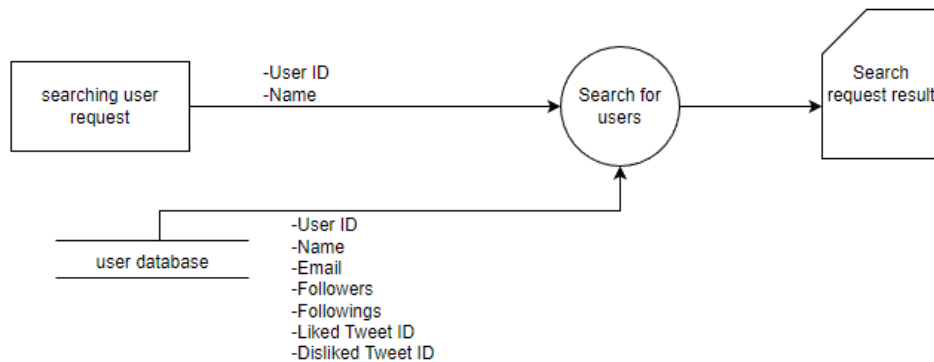 searching user
request
-User ID
-Name
Search for
users
Search
request result
user database
-User ID
-Name
-Email
-Followers
-Followings
-Liked Tweet ID
-Disliked Tweet ID